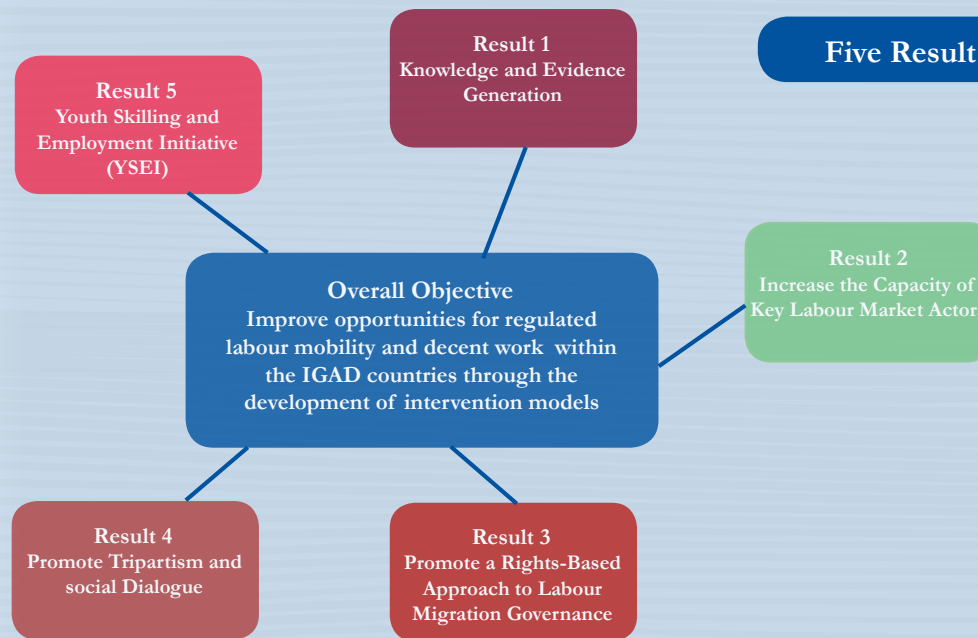 Five Result
Result 1
Knowledge and Evidence
Generation
Result 5
Youth Skilling and
Employment Initiative
(YSEI)
Result 2
Increase the Capacity of
Key Labour Market Actor
Overall Objective
Improve opportunities for regulated
labour mobility and decent work within
the IGAD countries through the
development of intervention models
Result 4
Promote Tripartism and
social Dialogue
Result 3
Promote a Rights-Based
Approach to Labour
Migration Governance